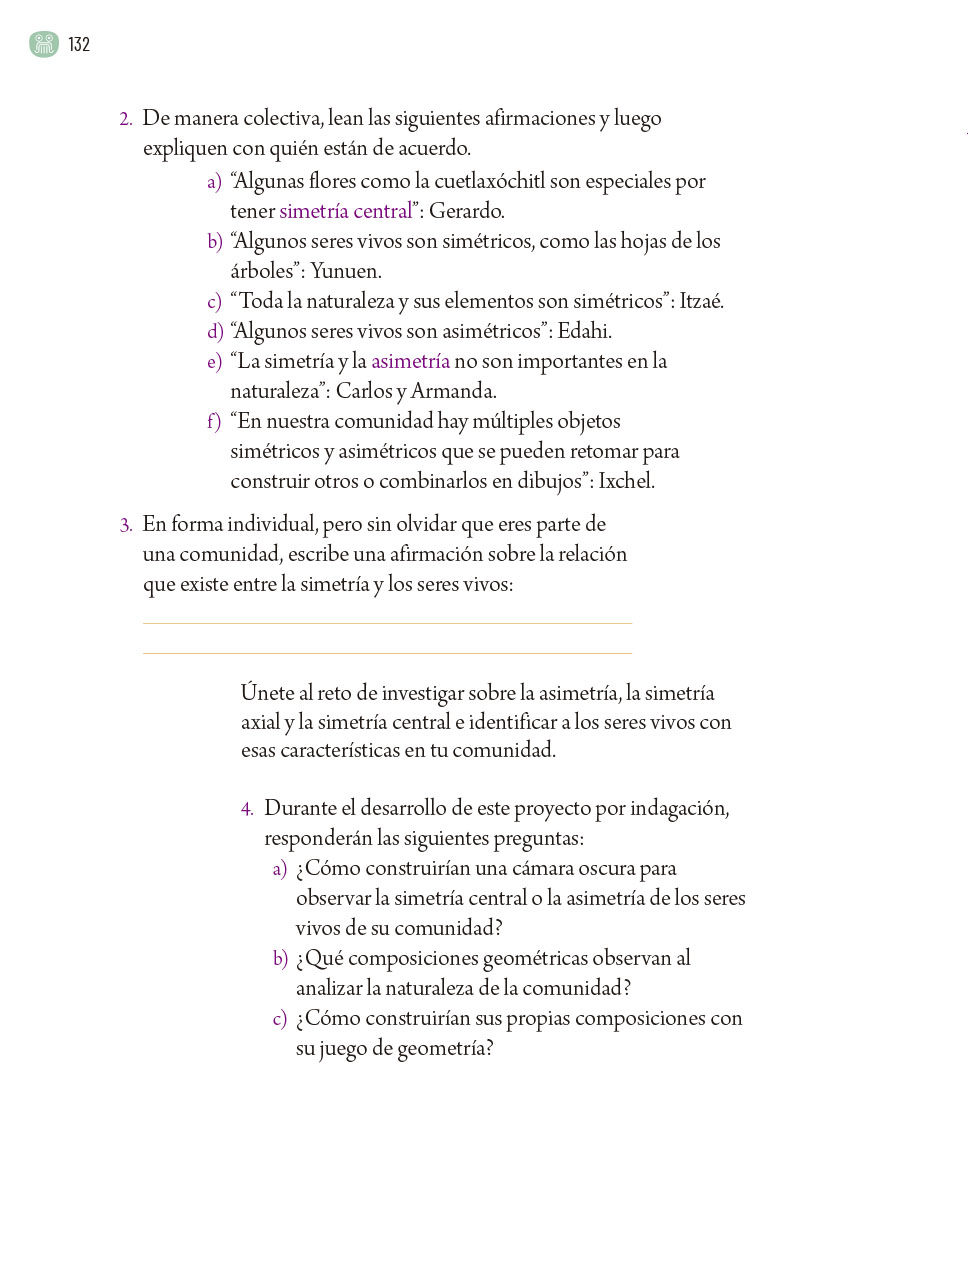 132
2. De manera colectiva, lean las siguientes afirmaciones y luego
expliquen con quién están de acuerdo.
a) “Algunas flores como la cuetlaxóchitl son especiales por
tener simetría central”: Gerardo.
b) “Algunos seres vivos son simétricos, como las hojas de los
árboles”: Yunuen.
c) “Toda la naturaleza y sus elementos son simétricos”: Itzaé.
d) “Algunos seres vivos son asimétricos”: Edahi.
e) “La simetría y la asimetría no son importantes en la
naturaleza”: Carlos y Armanda.
f) “En nuestra comunidad hay múltiples objetos
simétricos y asimétricos que se pueden retomar para
construir otros o combinarlos en dibujos”: Ixchel.
3. En forma individual, pero sin olvidar que eres parte de
una comunidad, escribe una afirmación sobre la relación
que existe entre la simetría y los seres vivos:
Únete al reto de investigar sobre la asimetría, la simetría
axial y la simetría central e identificar a los seres vivos con
esas características en tu comunidad.
4. Durante el desarrollo de este proyecto por indagación,
responderán las siguientes preguntas:
a) ¿Cómo construirían una cámara oscura para
observar la simetría central o la asimetría de los seres
vivos de su comunidad?
b) ¿Qué composiciones geométricas observan al
analizar la naturaleza de la comunidad?
c) ¿Cómo construirían sus propias composiciones con
su juego de geometría?